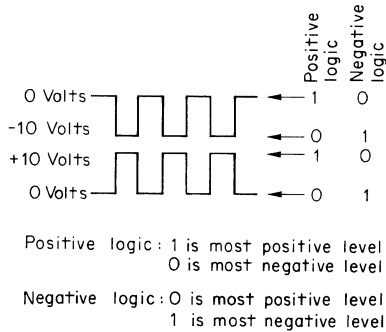 Positive logic
Negative logic
0 Volts 1 0
-10 Volts 0 1
+10 Volts 1 0
0 Volts 0 1
Positive logic: 1 is most positive level
0 is most negative level
Negative logic: 0 is most positive level
1 is most negative level